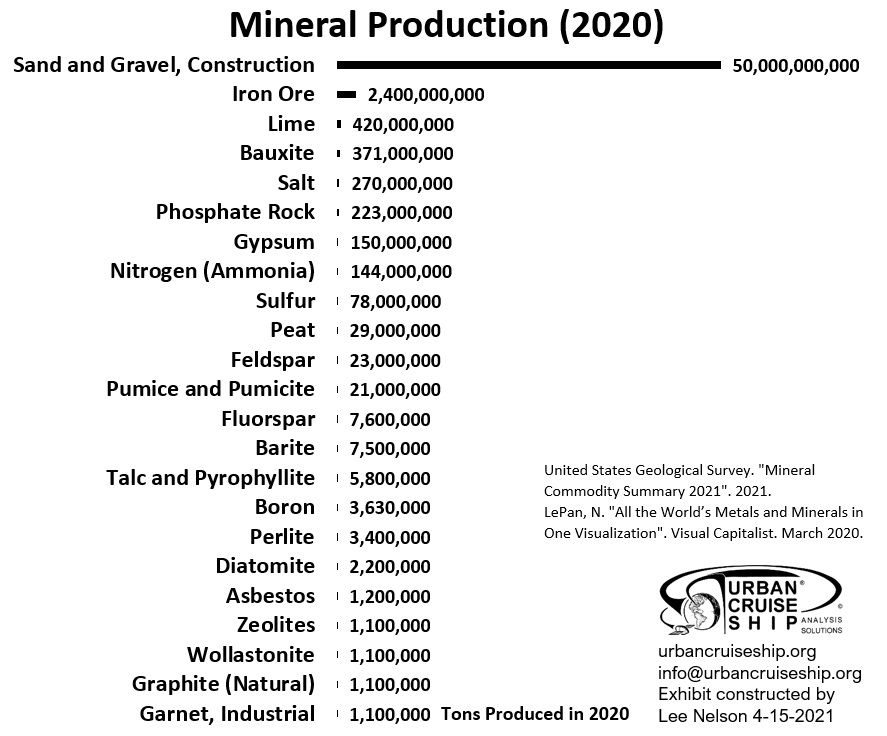 Mineral Production (2020)
Sand and Gravel, Construction 50,000,000,000
Iron Ore 2,400,000,000
Lime 420,000,000
Bauxite 371,000,000
Salt 270,000,000
Phosphate Rock 223,000,000
Gypsum 150,000,000
Nitrogen (Ammonia) 144,000,000
Sulfur 78,000,000
Peat 29,000,000
Feldspar 23,000,000
Pumice and Pumicite 21,000,000
Fluorspar 7,600,000
Barite 7,500,000
Talc and Pyrophyllite 5,800,000
Boron 3,630,000
Perlite 3,400,000
Diatomite 2,200,000
Asbestos 1,200,000
Zeolites 1,100,000
Wollastonite 1,100,000
Graphite (Natural) 1,100,000
Garnet, Industrial 1,100,000 Tons Produced in 2020
United States Geological Survey. "Mineral
Commodity Summary 2021". 2021.
LePan, N. "All the World’s Metals and Minerals in
One Visualization". Visual Capitalist. March 2020.
URBAN®
CRUISE ©
SHIP ANALYSIS
SOLUTIONS
urbancruiseship.org
info@urbancruiseship.org
Exhibit constructed by
Lee Nelson 4-15-2021